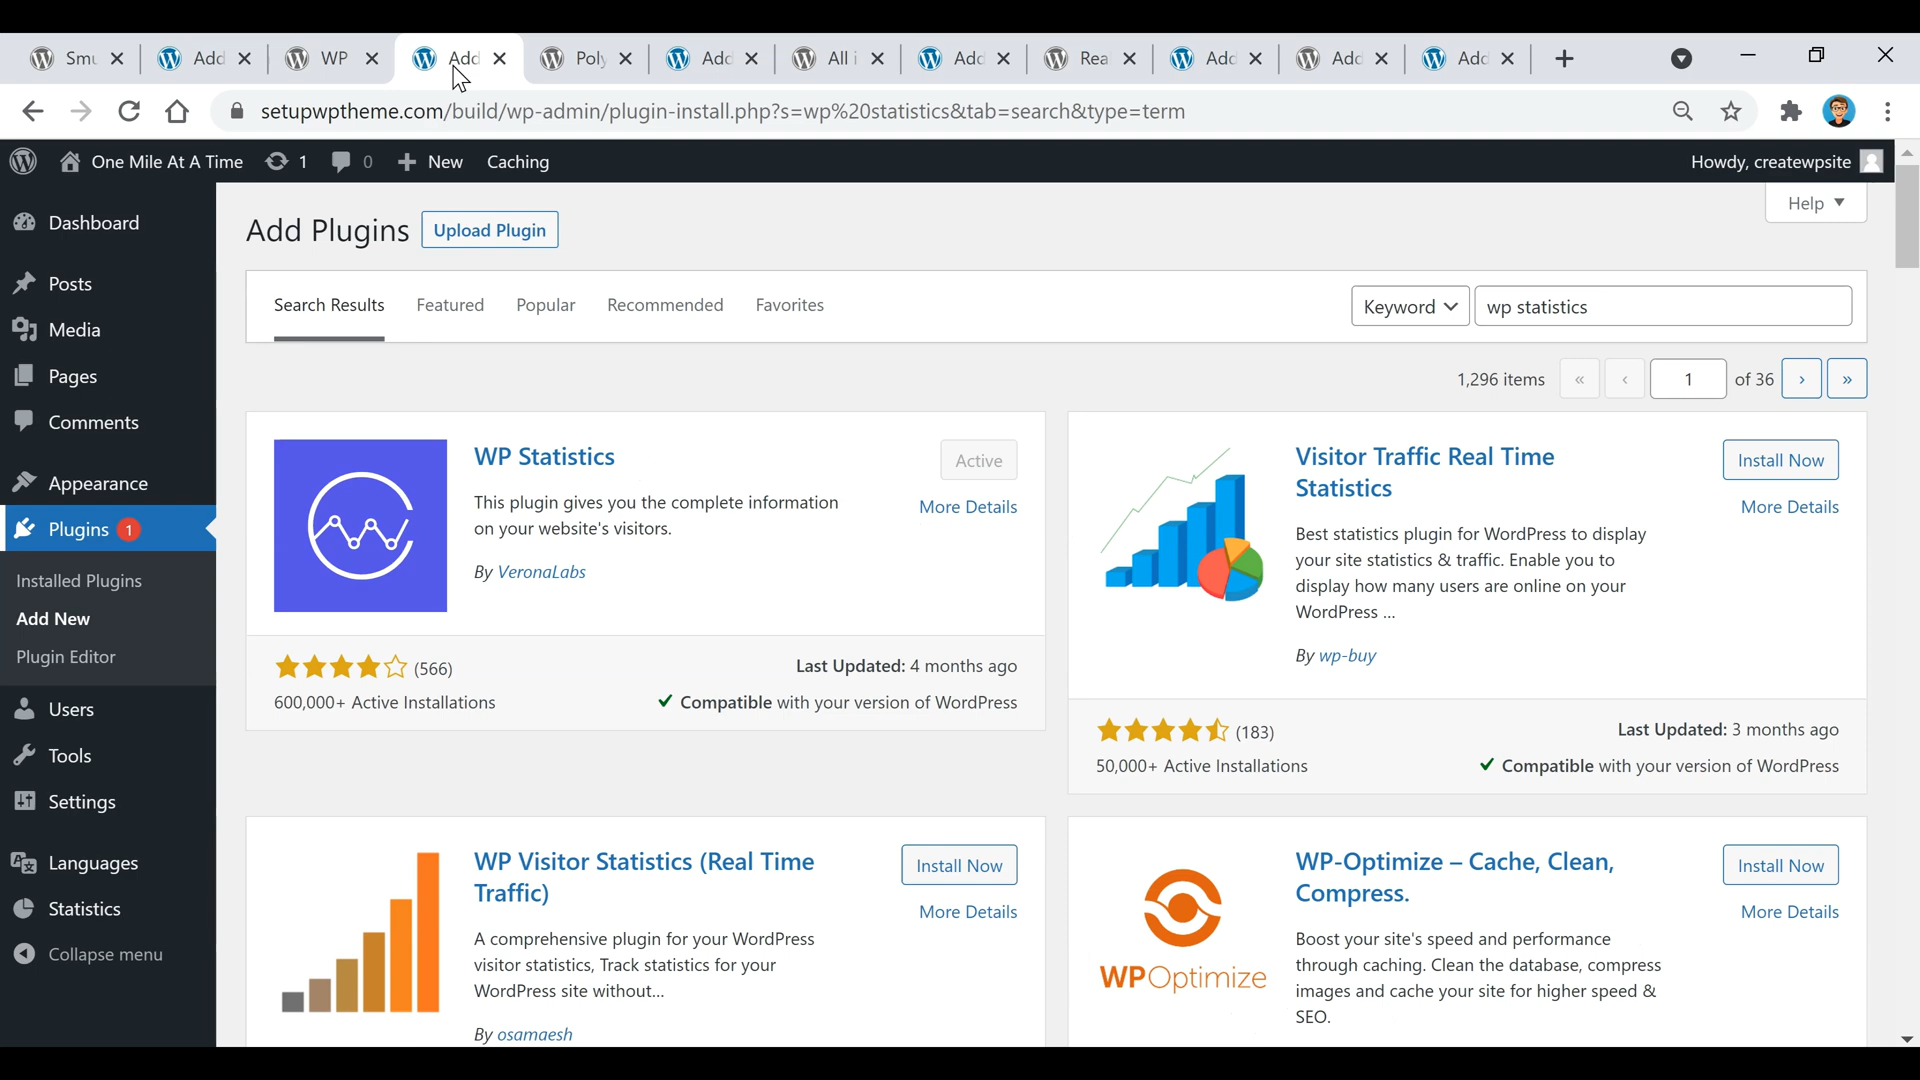 Smu
Add
WP
Add
Poly
Add
All i
Add
Rea
Add
Add
Add
setupwptheme.com/build/wp-admin/plugin-install.php?s=wp%20statistics&tab=search&type=term
One Mile At A Time
1
0
New
Caching
Howdy, createwpsite
Dashboard
Posts
Media
Pages
Comments
Appearance
Plugins 1
Installed Plugins
Add New
Plugin Editor
Users
Tools
Settings
Languages
Statistics
Collapse menu
Help
Add Plugins
Upload Plugin
Search Results
Featured
Popular
Recommended
Favorites
Keyword
wp statistics
1,296 items « ‹ 1 of 36 › »
WP Statistics
Active
More Details
This plugin gives you the complete information
on your website's visitors.
By VeronaLabs
(566)
600,000+ Active Installations
Last Updated: 4 months ago
Compatible with your version of WordPress
Visitor Traffic Real Time
Statistics
Install Now
More Details
Best statistics plugin for WordPress to display
your site statistics & traffic. Enable you to
display how many users are online on your
WordPress ...
By wp-buy
(183)
50,000+ Active Installations
Last Updated: 3 months ago
Compatible with your version of WordPress
WP Visitor Statistics (Real Time
Traffic)
Install Now
More Details
A comprehensive plugin for your WordPress
visitor statistics, Track statistics for your
WordPress site without...
By osamaesh
WPOptimize
WP-Optimize – Cache, Clean,
Compress.
Install Now
More Details
Boost your site's speed and performance
through caching. Clean the database, compress
images and cache your site for higher speed &
SEO.